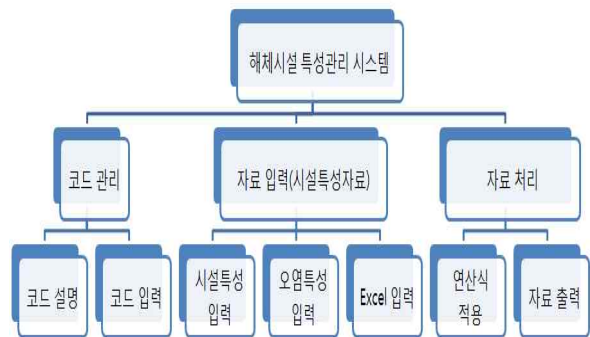 해체시설 특성관리 시스템
코드 관리
자료 입력(시설특성자료)
자료 처리
코드 설명
코드 입력
시설특성
입력
오염특성
입력
Excel 입력
연산식
적용
자료 출력